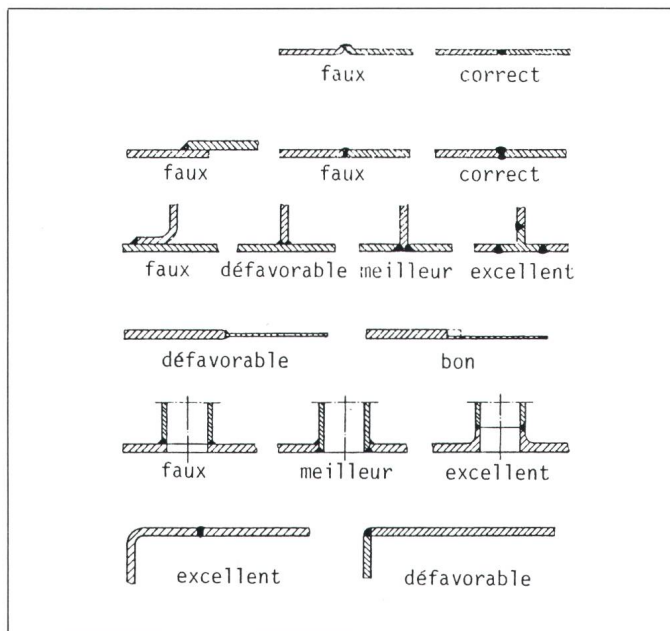 faux correct
faux faux correct
faux défavorable meilleur excellent
défavorable bon
faux meilleur excellent
excellent défavorable